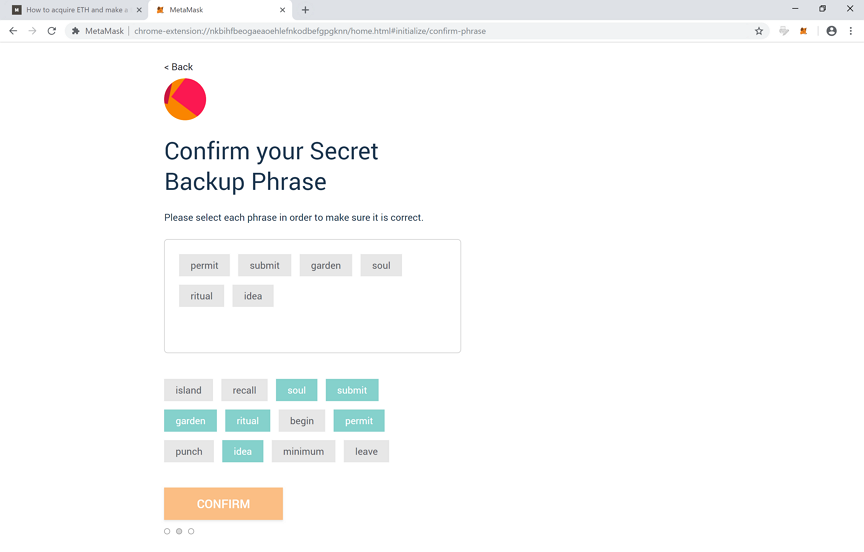 How to acquire ETH and make a
MetaMask
MetaMask chrome-extension://nkbihfbeogaeaoehlefnkodbefgpgknn/home.html#initialize/confirm-phrase
< Back
Confirm your Secret
Backup Phrase
Please select each phrase in order to make sure it is correct.
permit submit garden soul
ritual idea
island recall soul submit
garden ritual begin permit
punch idea minimum leave
CONFIRM